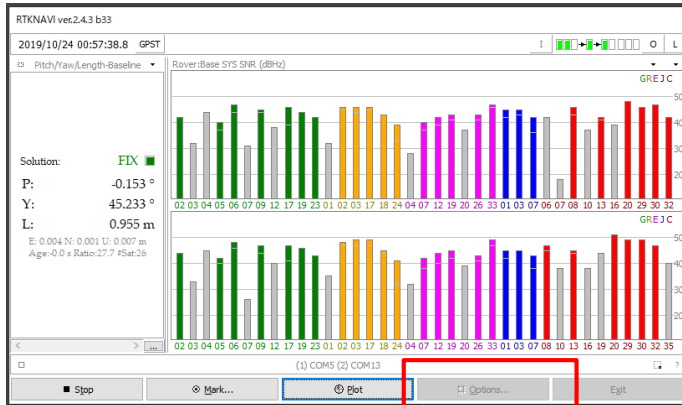 RTKNAVI ver.2.4.3 b33
2019/10/24 00:57:38.8 GPST
I O L
Pitch/Yaw/Length-Baseline
Rover:Base SYS SNR (dBHz)
GREJC
50
40
30
20
Solution: FIX
P: -0.153 °
Y: 45.233 °
L: 0.955 m
E: 0.004 N: 0.001 U: 0.007 m
Age:-0.0 s Ratio:27.7 #Sat:26
02 03 04 05 06 07 09 12 17 19 23 01 02 03 17 18 24 04 07 12 19 20 27 33 01 03 07 06 07 08 10 13 16 20 29 30 32
GREJC
50
40
30
20
02 03 04 05 06 07 09 12 17 19 23 01 02 03 17 18 24 04 07 12 19 20 27 33 01 03 07 08 10 13 16 20 29 30 32 35
< > ...
(1) COM5 (2) COM13
?
Stop Mark... Plot Options... Exit